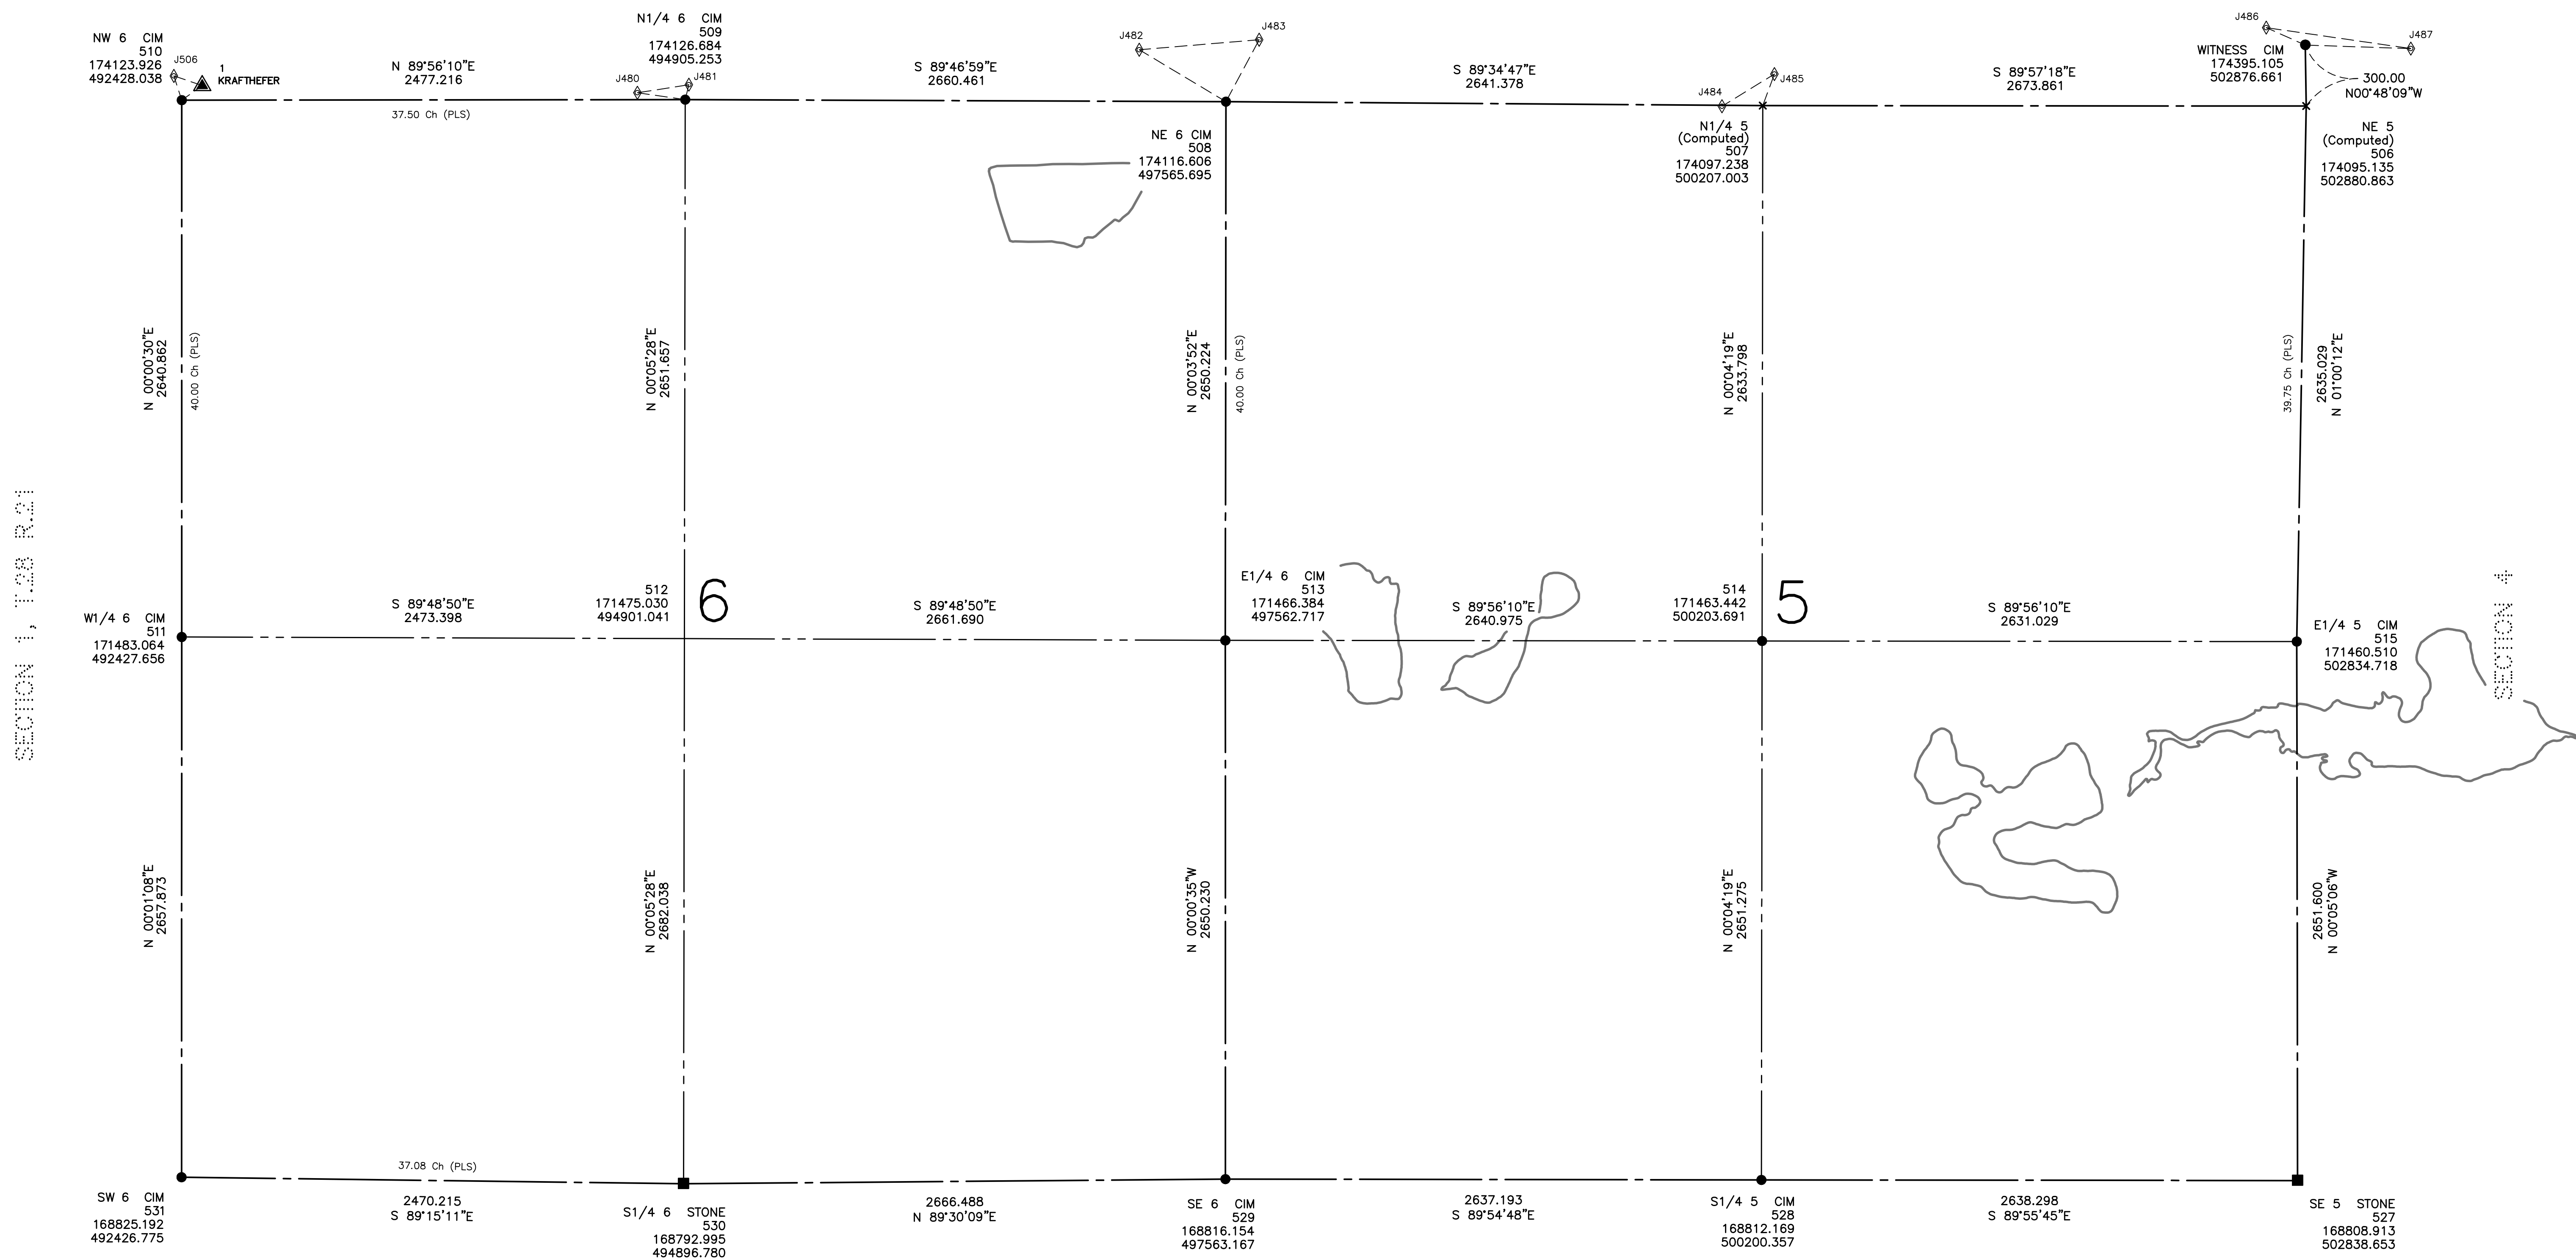 NW 6 CIM
510
174123.926
492428.038
J506
1
KRAFTHEFER
N 89°56'10"E
2477.216
37.50 Ch (PLS)
N1/4 6 CIM
509
174126.684
494905.253
J480
J481
S 89°46'59"E
2660.461
J482
J483
NE 6 CIM
508
174116.606
497565.695
S 89°34'47"E
2641.378
J484
J485
N1/4 5
(Computed)
507
174097.238
500207.003
S 89°57'18"E
2673.861
J486
J487
WITNESS CIM
174395.105
502876.661
300.00
N00°48'09"W
NE 5
(Computed)
506
174095.135
502880.863
N 00°00'30"E
2640.862
40.00 Ch (PLS)
N 00°05'28"E
2651.657
N 00°03'52"E
2650.224
40.00 Ch (PLS)
N 00°04'19"E
2633.798
39.75 Ch (PLS)
2635.029
N 01°00'12"E
SECTION 1, T.28 R.21
W1/4 6 CIM
511
171483.064
492427.656
S 89°48'50"E
2473.398
512
171475.030
494901.041
6
S 89°48'50"E
2661.690
E1/4 6 CIM
513
171466.384
497562.717
S 89°56'10"E
2640.975
514
171463.442
500203.691
5
S 89°56'10"E
2631.029
E1/4 5 CIM
515
171460.510
502834.718
SECTION 4
N 00°01'08"E
2657.873
N 00°05'28"E
2682.038
N 00°00'35"W
2650.230
N 00°04'19"E
2651.275
2651.600
N 00°05'06"W
SW 6 CIM
531
168825.192
492426.775
37.08 Ch (PLS)
2470.215
S 89°15'11"E
S1/4 6 STONE
530
168792.995
494896.780
2666.488
N 89°30'09"E
SE 6 CIM
529
168816.154
497563.167
2637.193
S 89°54'48"E
S1/4 5 CIM
528
168812.169
500200.357
2638.298
S 89°55'45"E
SE 5 STONE
527
168808.913
502838.653